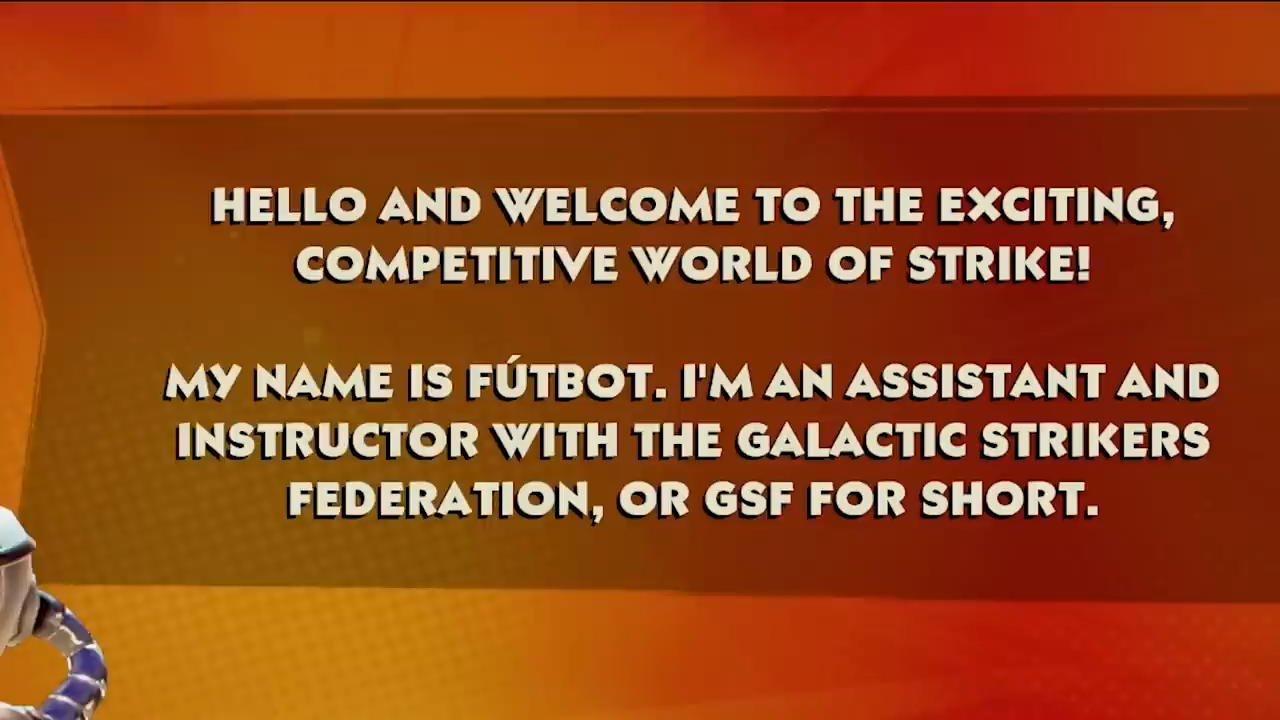 HELLO AND WELCOME TO THE EXCITING,
COMPETITIVE WORLD OF STRIKE!
MY NAME IS FÚTBOT. I'M AN ASSISTANT AND
INSTRUCTOR WITH THE GALACTIC STRIKERS
FEDERATION, OR GSF FOR SHORT.